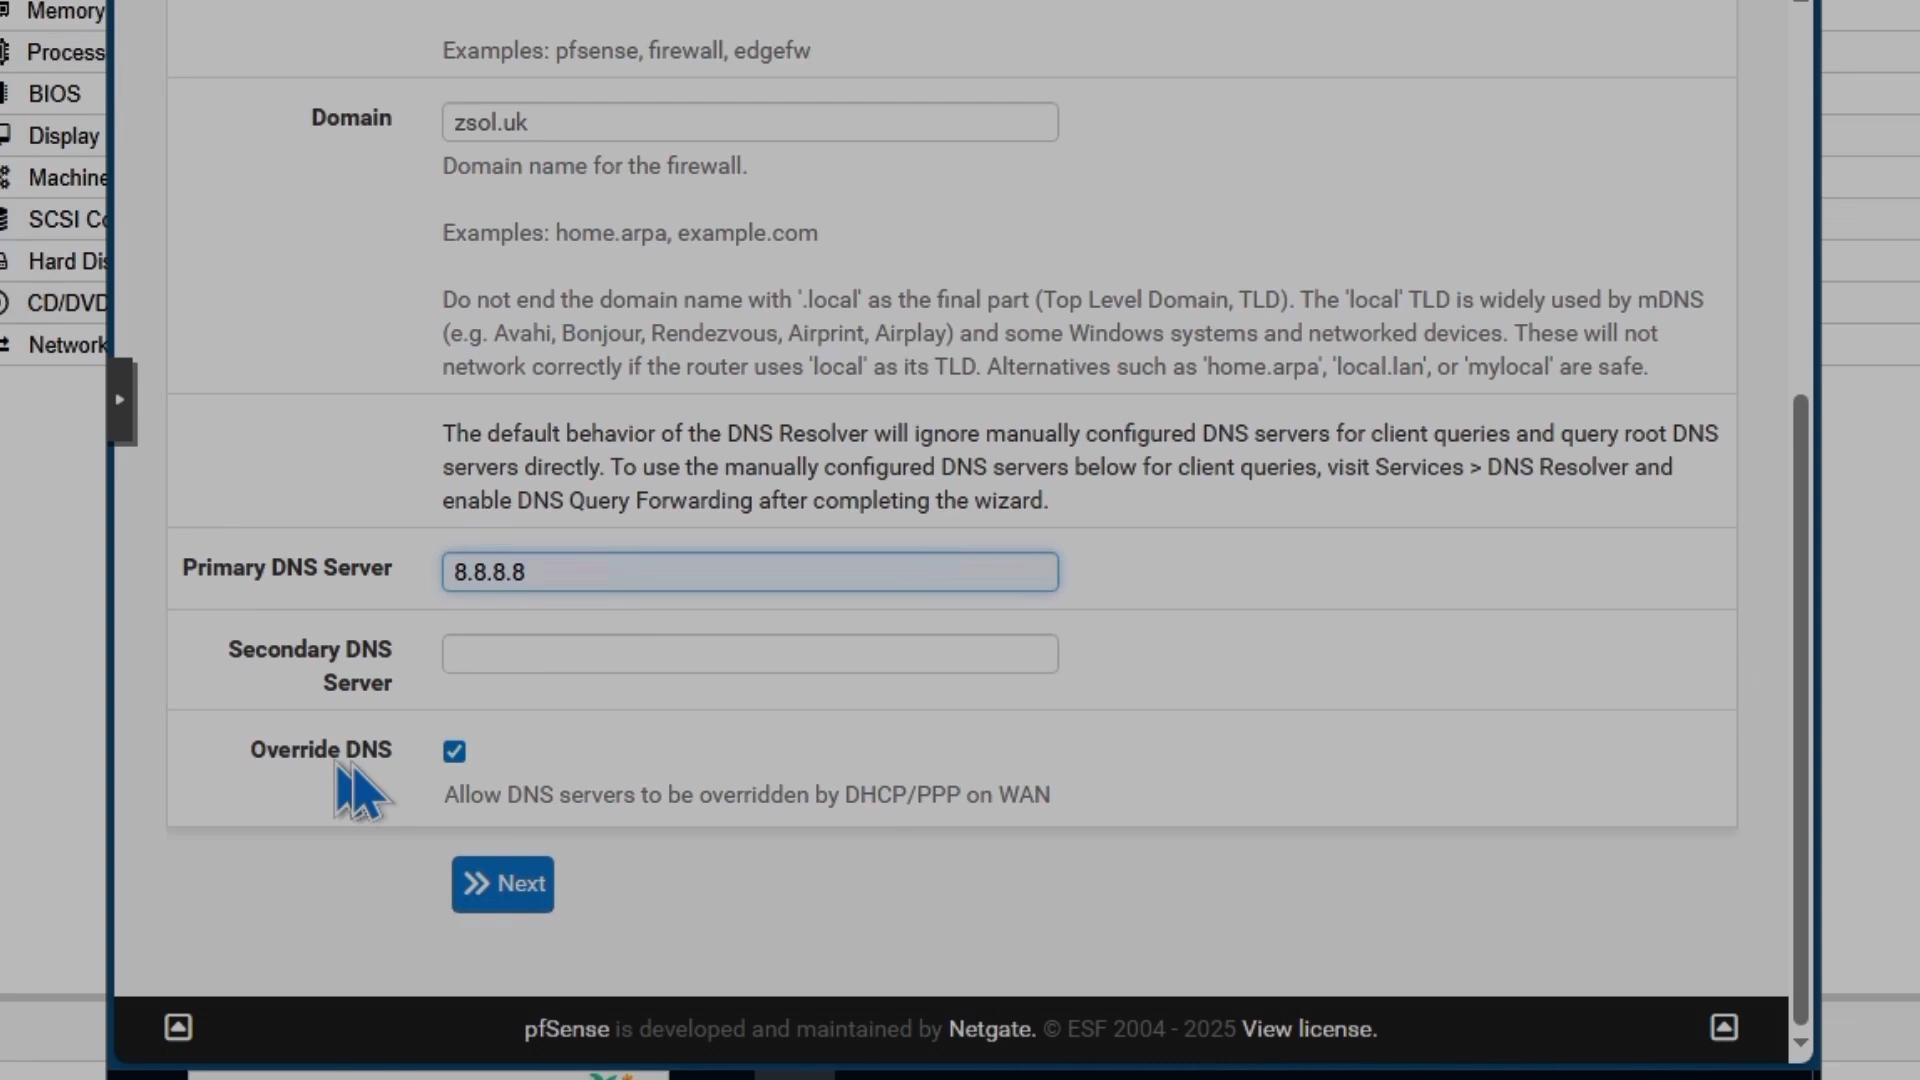 Memory
Process
BIOS
Display
Machine
SCSI Co
Hard Dis
CD/DVD
Network
Examples: pfsense, firewall, edgefw
Domain
zsol.uk
Domain name for the firewall.
Examples: home.arpa, example.com
Do not end the domain name with '.local' as the final part (Top Level Domain, TLD). The 'local' TLD is widely used by mDNS
(e.g. Avahi, Bonjour, Rendezvous, Airprint, Airplay) and some Windows systems and networked devices. These will not
network correctly if the router uses 'local' as its TLD. Alternatives such as 'home.arpa', 'local.lan', or 'mylocal' are safe.
The default behavior of the DNS Resolver will ignore manually configured DNS servers for client queries and query root DNS
servers directly. To use the manually configured DNS servers below for client queries, visit Services > DNS Resolver and
enable DNS Query Forwarding after completing the wizard.
Primary DNS Server
8.8.8.8
Secondary DNS
Server
Override DNS
Allow DNS servers to be overridden by DHCP/PPP on WAN
Next
pfSense is developed and maintained by Netgate. © ESF 2004 - 2025 View license.